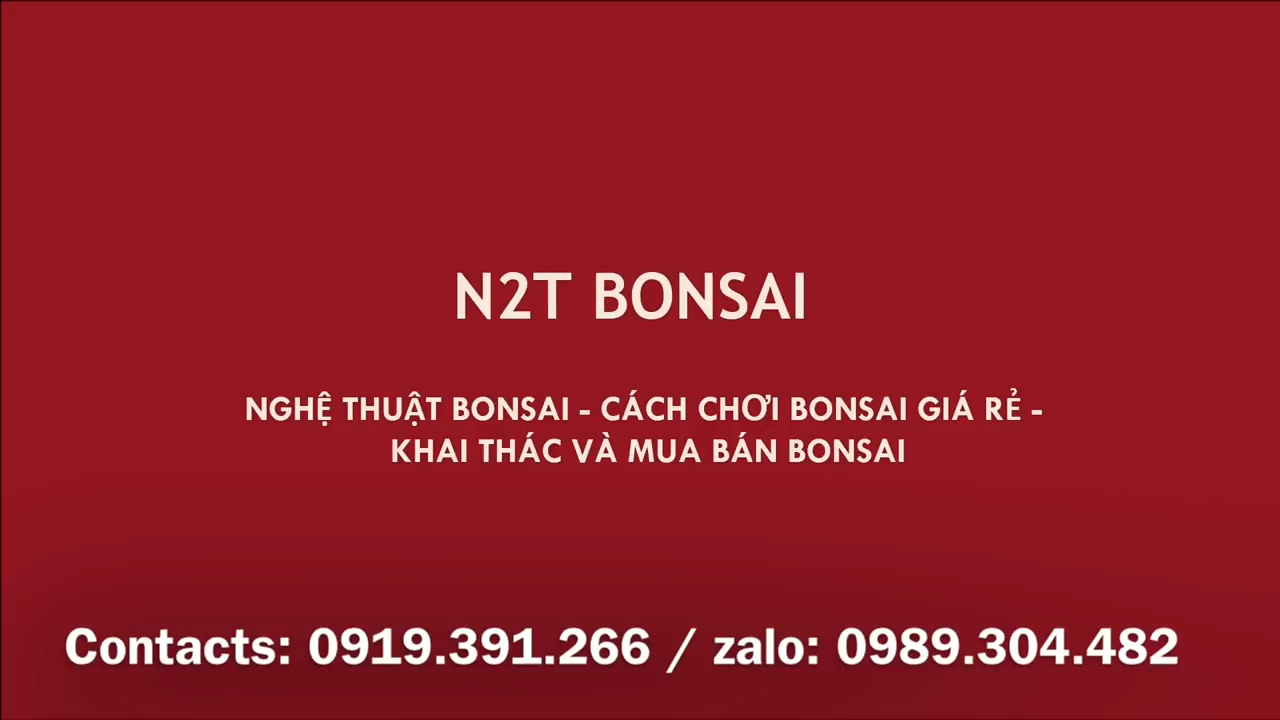 N2T BONSAI
NGHỆ THUẬT BONSAI - CÁCH CHƠI BONSAI GIÁ RẺ -
KHAI THÁC VÀ MUA BÁN BONSAI
Contacts: 0919.391.266 / zalo: 0989.304.482